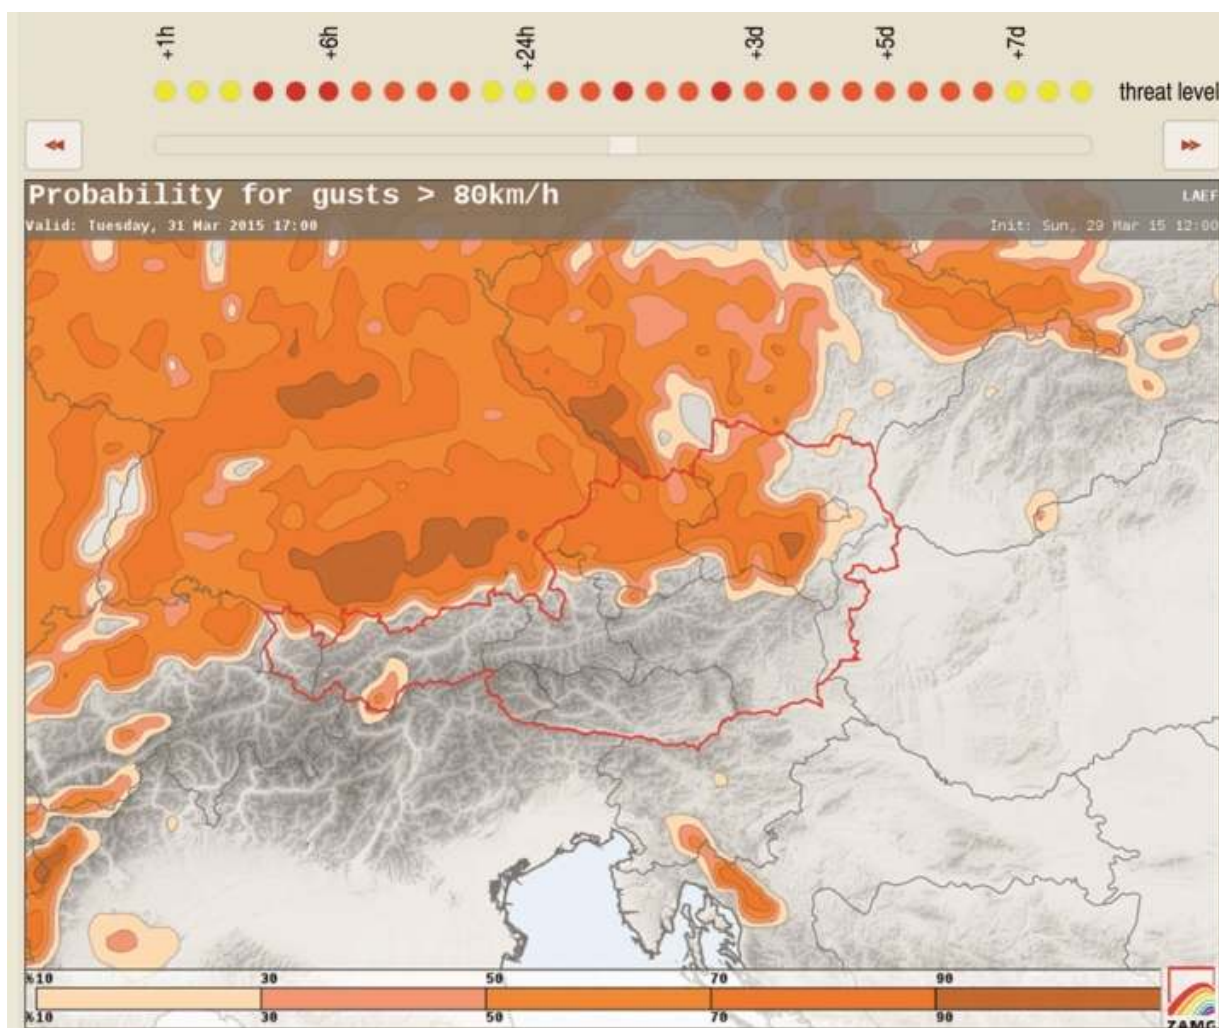 +1h +6h +24h +3d +5d +7d
threat level
Probability for gusts > 80km/h LAEF
Valid: Tuesday, 31 Mar 2015 17:00 Init: Sun, 29 Mar 15 12:00
%10 30 50 70 90
%10 30 50 70 90
ZAMG